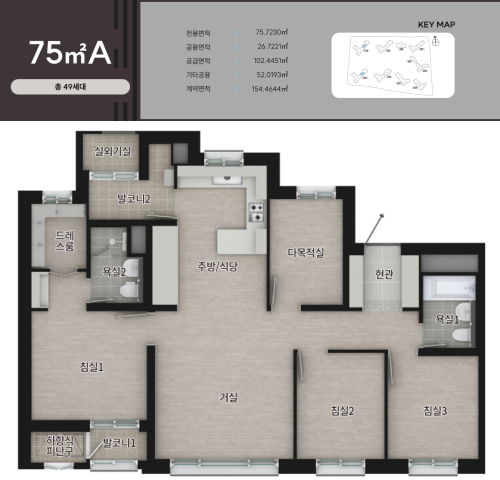 KEY MAP
75㎡A
총 49세대
전용면적 75.7230㎡
공용면적 26.7221㎡
공급면적 102.4451㎡
기타공용 52.0193㎡
계약면적 154.4644㎡
실외기실
발코니2
드레
스룸
욕실2
주방/식당
다목적실
현관
욕실1
침실1
거실
침실2
침실3
하향식
피난구
발코니1